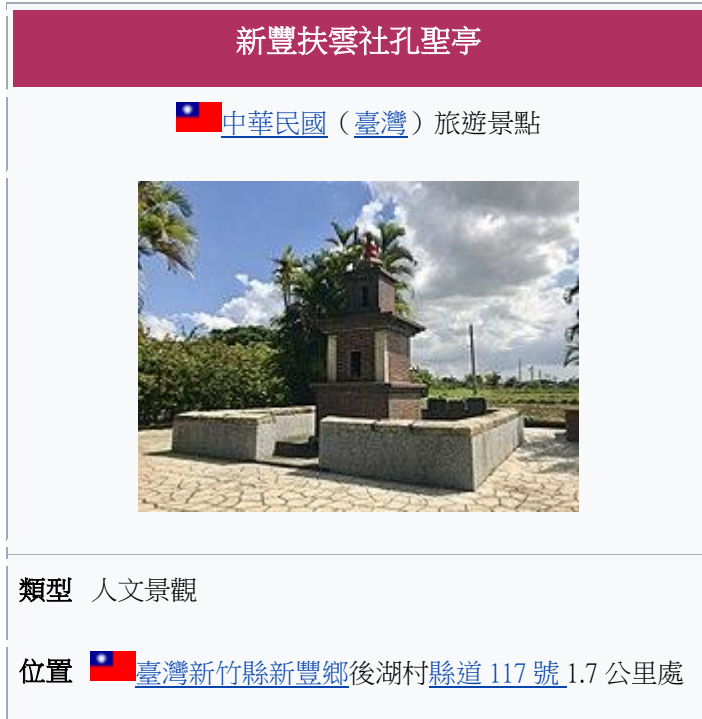 新豐扶雲社孔聖亭
中華民國（臺灣）旅遊景點
類型 人文景觀
位置 臺灣新竹縣新豐鄉後湖村縣道 117 號 1.7 公里處